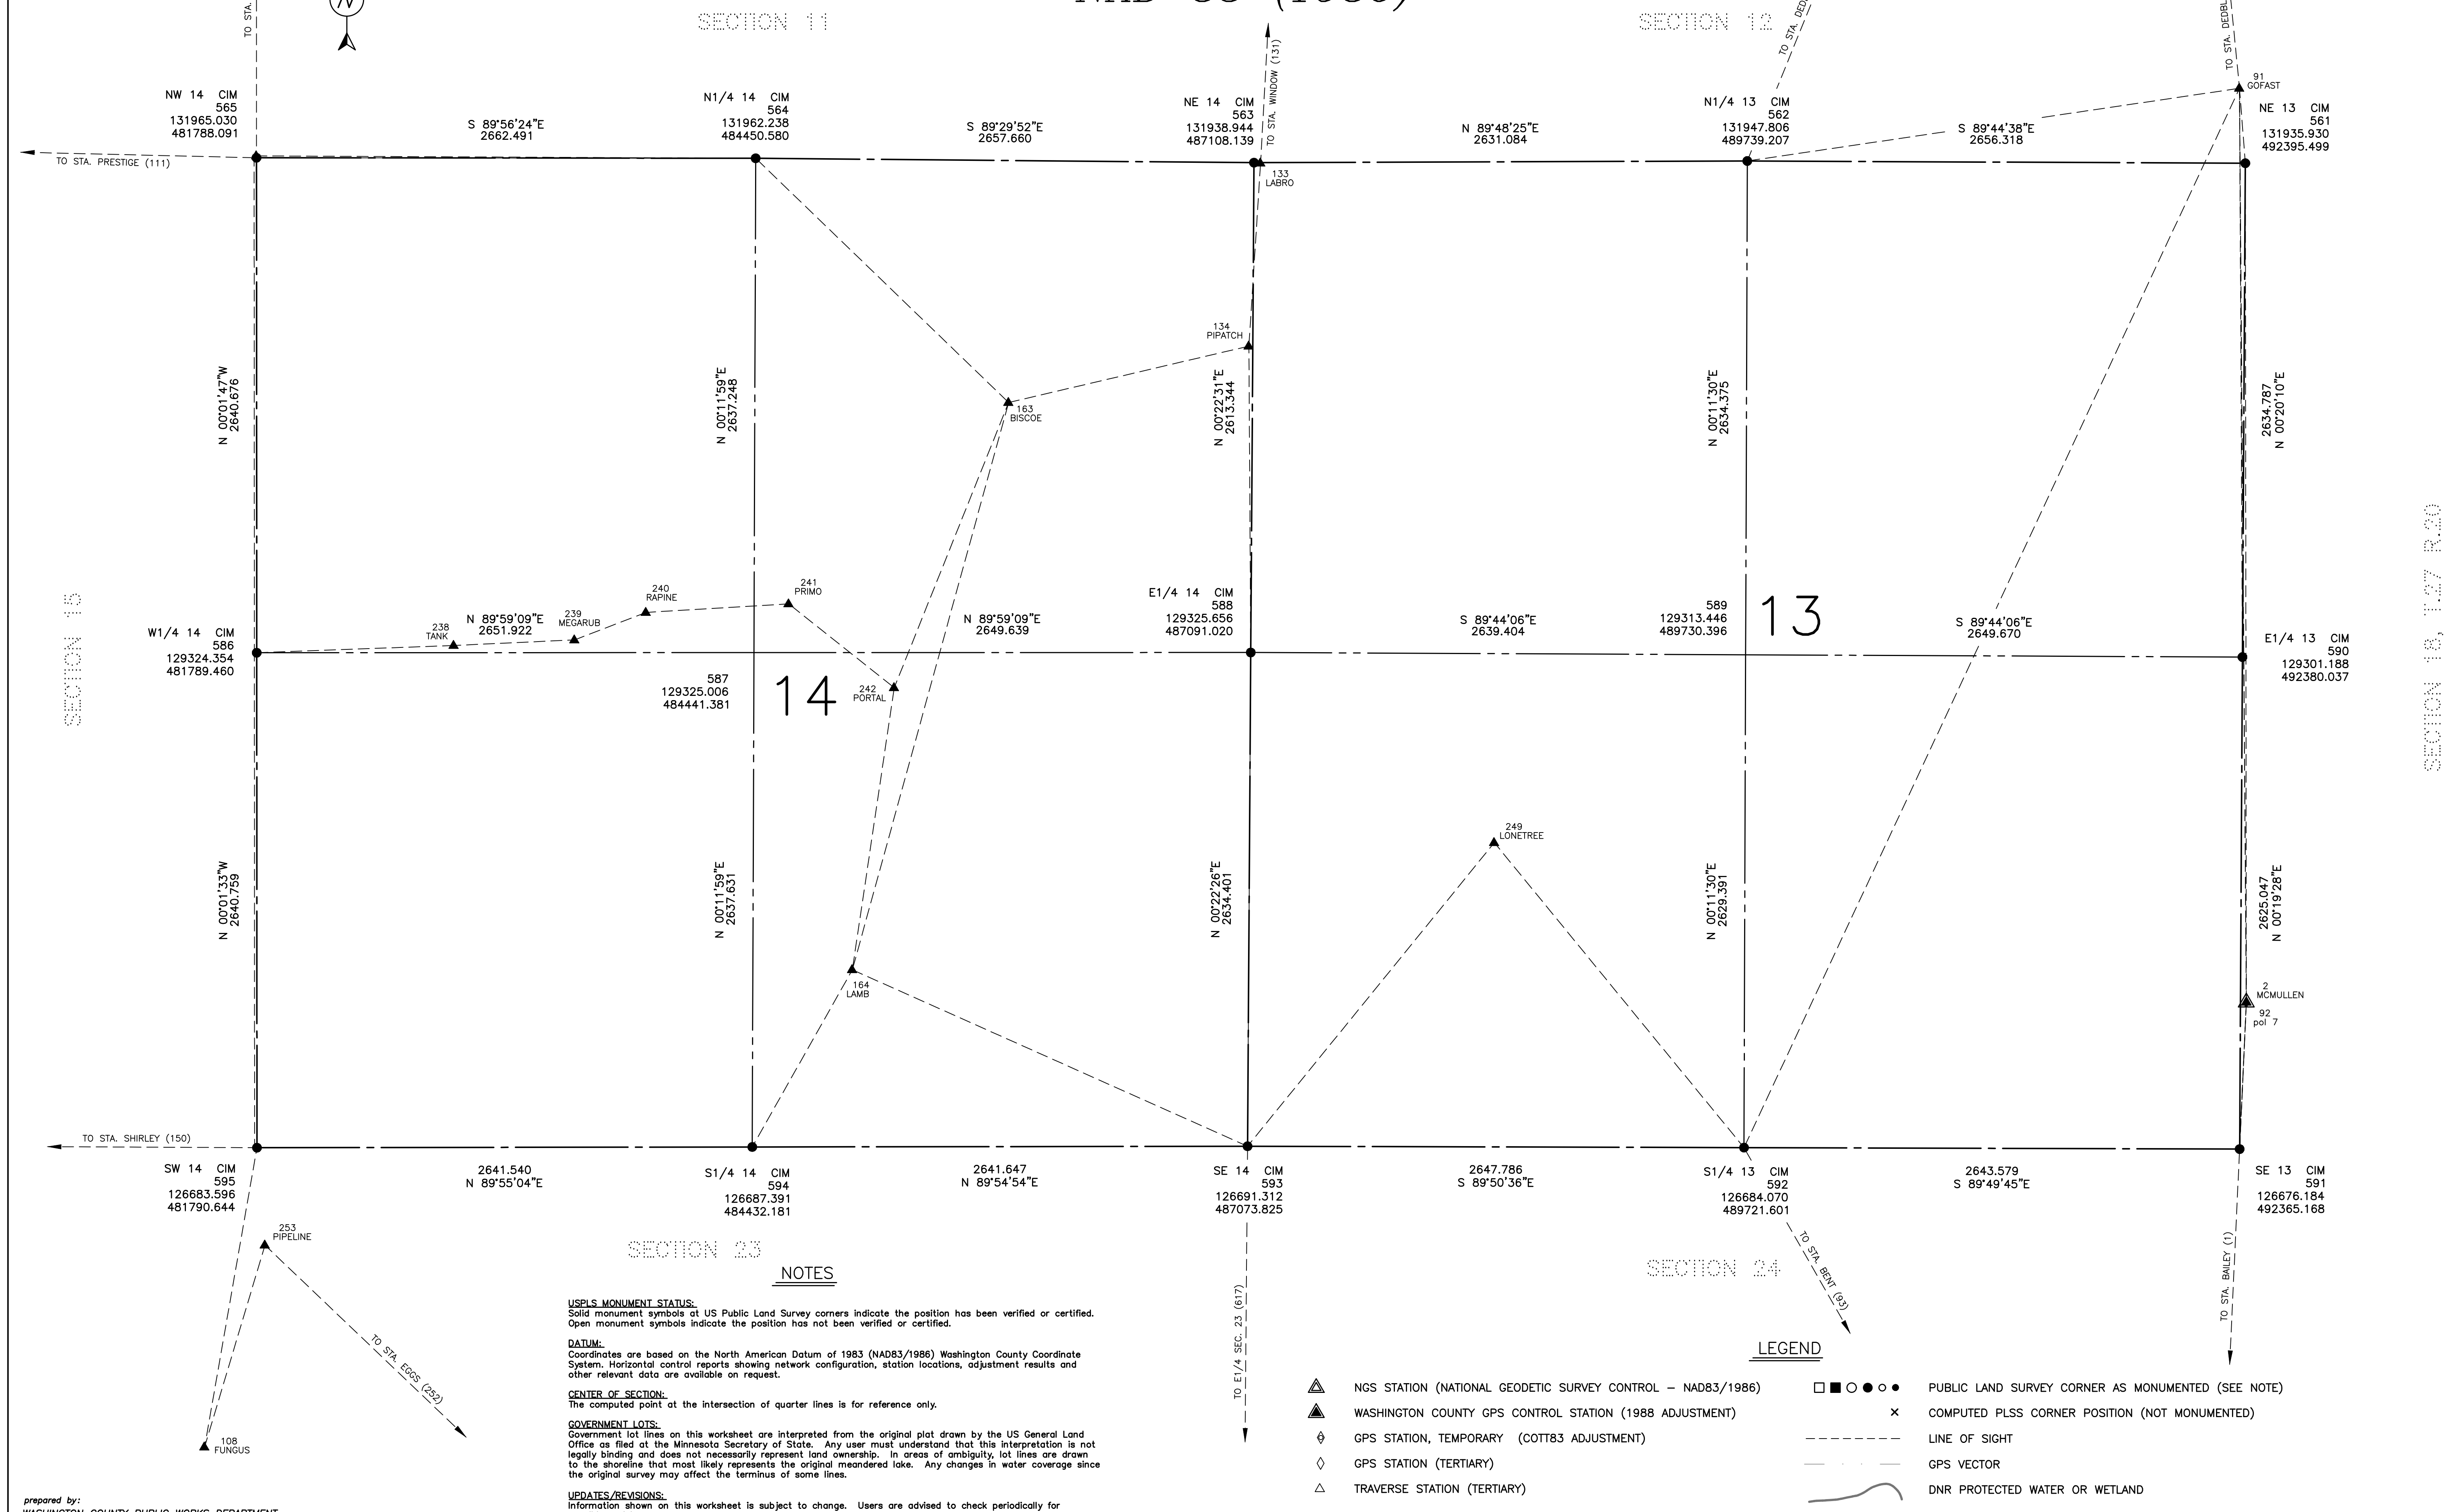 NAD 83 (1986)
N
SECTION 11
SECTION 12
TO STA.
TO STA. WINDOW (131)
TO STA. DEDBL
91
GOFAST
NW 14 CIM
565
131965.030
481788.091
S 89°56'24"E
2662.491
N1/4 14 CIM
564
131962.238
484450.580
S 89°29'52"E
2657.660
NE 14 CIM
563
131938.944
487108.139
N 89°48'25"E
2631.084
N1/4 13 CIM
562
131947.806
489739.207
S 89°44'38"E
2656.318
NE 13 CIM
561
131935.930
492395.499
TO STA. PRESTIGE (111)
133
LABRO
134
PIPATCH
163
BISCOE
N 00°01'47"W
2640.676
N 00°11'59"E
2637.248
N 00°22'31"E
2613.344
N 00°11'30"E
2634.375
2634.787
N 00°20'10"E
SECTION 15
SECTION 18, T.27 R.20
W1/4 14 CIM
586
129324.354
481789.460
238
TANK
N 89°59'09"E
2651.922
239
MEGARUB
240
RAPINE
241
PRIMO
N 89°59'09"E
2649.639
E1/4 14 CIM
588
129325.656
487091.020
S 89°44'06"E
2639.404
589
129313.446
489730.396
13
S 89°44'06"E
2649.670
E1/4 13 CIM
590
129301.188
492380.037
587
129325.006
484441.381
14
242
PORTAL
249
LONETREE
N 00°01'33"W
2640.759
N 00°11'59"E
2637.631
N 00°22'26"E
2634.401
N 00°11'30"E
2629.391
2625.047
N 00°19'28"E
164
LAMB
2
MCMULLEN
92
pol 7
TO STA. SHIRLEY (150)
SW 14 CIM
595
126683.596
481790.644
2641.540
N 89°55'04"E
S1/4 14 CIM
594
126687.391
484432.181
2641.647
N 89°54'54"E
SE 14 CIM
593
126691.312
487073.825
2647.786
S 89°50'36"E
S1/4 13 CIM
592
126684.070
489721.601
2643.579
S 89°49'45"E
SE 13 CIM
591
126676.184
492365.168
253
PIPELINE
SECTION 23
SECTION 24
TO STA. EGGS (252)
TO E1/4 SEC. 23 (617)
TO STA. BENT (93)
TO STA. BAILEY (1)
108
FUNGUS
NOTES
USPLS MONUMENT STATUS:
Solid monument symbols at US Public Land Survey corners indicate the position has been verified or certified.
Open monument symbols indicate the position has not been verified or certified.
DATUM:
Coordinates are based on the North American Datum of 1983 (NAD83/1986) Washington County Coordinate
System. Horizontal control reports showing network configuration, station locations, adjustment results and
other relevant data are available on request.
CENTER OF SECTION:
The computed point at the intersection of quarter lines is for reference only.
GOVERNMENT LOTS:
Government lot lines on this worksheet are interpreted from the original plat drawn by the US General Land
Office as filed at the Minnesota Secretary of State. Any user must understand that this interpretation is not
legally binding and does not necessarily represent land ownership. In areas of ambiguity, lot lines are drawn
to the shoreline that most likely represents the original meandered lake. Any changes in water coverage since
the original survey may affect the terminus of some lines.
UPDATES/REVISIONS:
Information shown on this worksheet is subject to change. Users are advised to check periodically for
LEGEND
NGS STATION (NATIONAL GEODETIC SURVEY CONTROL – NAD83/1986)
WASHINGTON COUNTY GPS CONTROL STATION (1988 ADJUSTMENT)
GPS STATION, TEMPORARY (COTT83 ADJUSTMENT)
GPS STATION (TERTIARY)
TRAVERSE STATION (TERTIARY)
PUBLIC LAND SURVEY CORNER AS MONUMENTED (SEE NOTE)
COMPUTED PLSS CORNER POSITION (NOT MONUMENTED)
LINE OF SIGHT
GPS VECTOR
DNR PROTECTED WATER OR WETLAND
prepared by:
WASHINGTON COUNTY PUBLIC WORKS DEPARTMENT